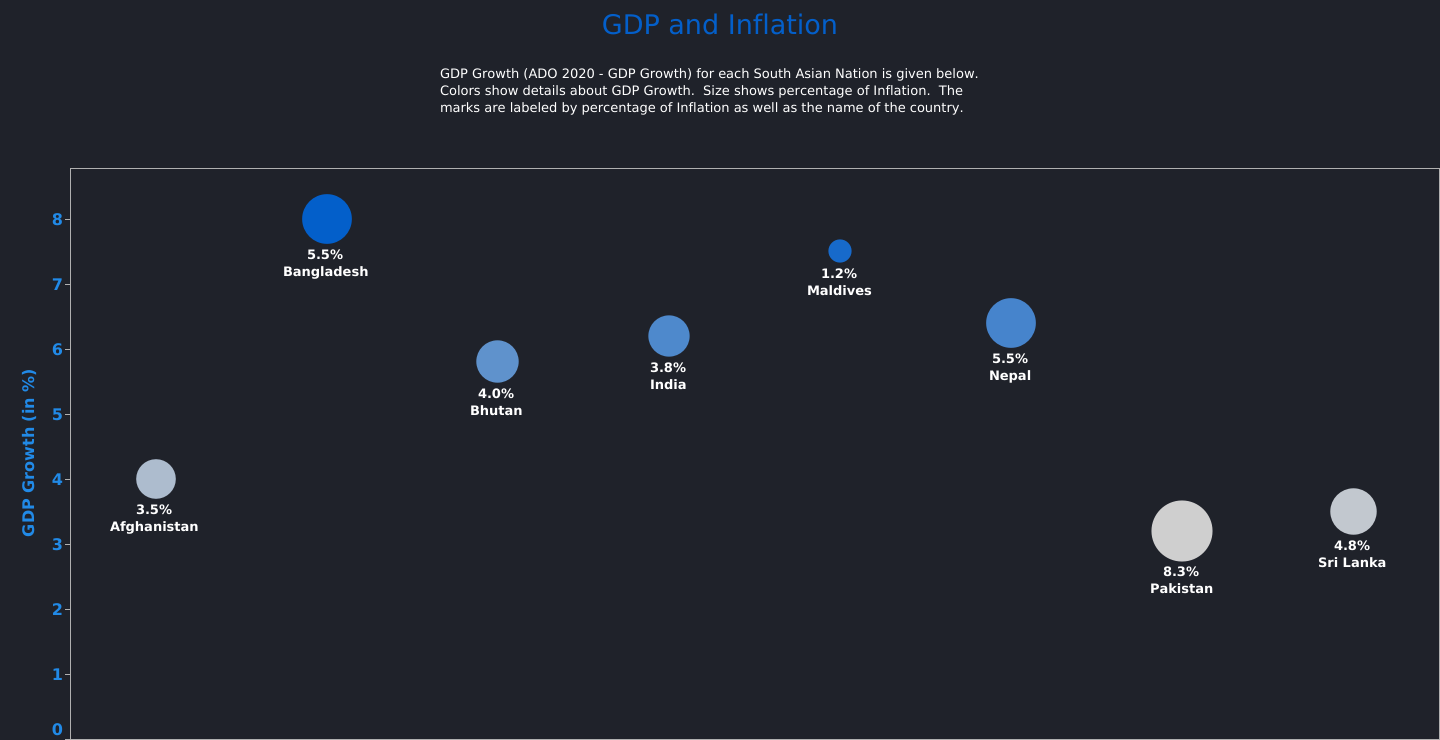 GDP and Inflation
GDP Growth (ADO 2020 - GDP Growth) for each South Asian Nation is given below.
Colors show details about GDP Growth.  Size shows percentage of Inflation.  The
marks are labeled by percentage of Inflation as well as the name of the country.
GDP Growth (in %)
8
7
6
5
4
3
2
1
0
3.5%
Afghanistan
5.5%
Bangladesh
4.0%
Bhutan
3.8%
India
1.2%
Maldives
5.5%
Nepal
8.3%
Pakistan
4.8%
Sri Lanka